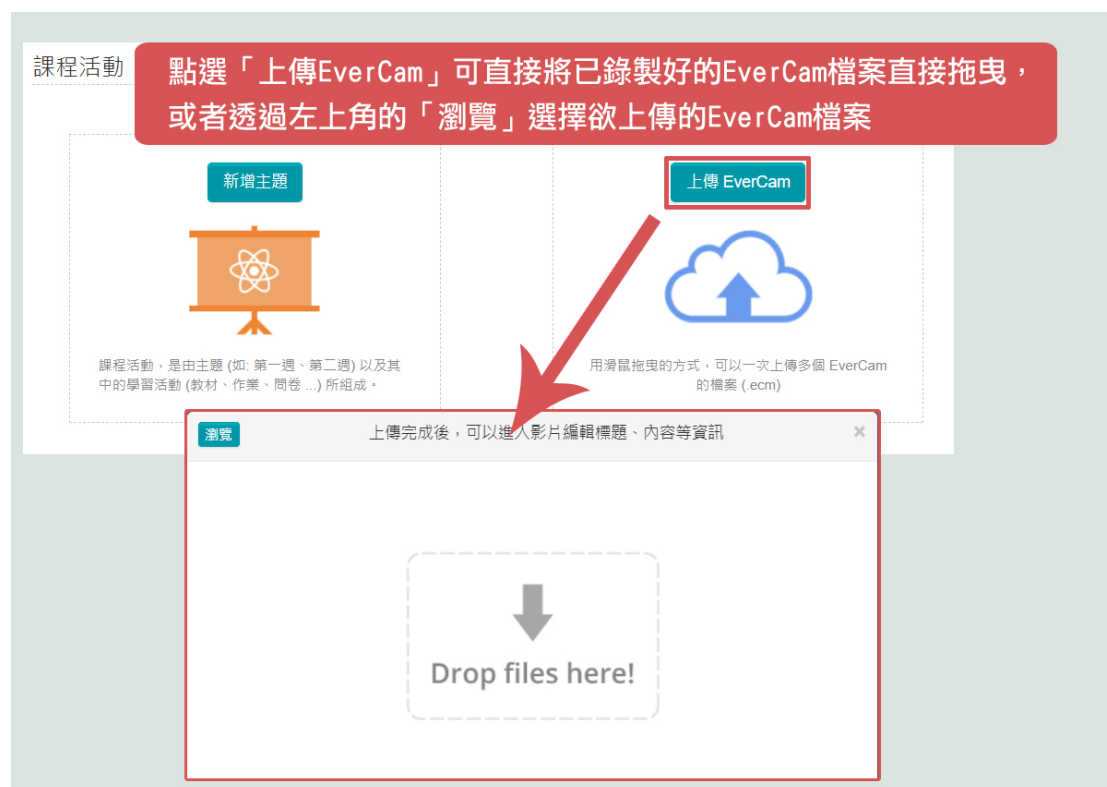 課程活動
點選「上傳EverCam」可直接將已錄製好的EverCam檔案直接拖曳，
或者透過左上角的「瀏覽」選擇欲上傳的EverCam檔案
新增主題
課程活動，是由主題 (如: 第一週、第二週) 以及其
中的學習活動 (教材、作業、問卷 ...) 所組成。
上傳 EverCam
用滑鼠拖曳的方式，可以一次上傳多個 EverCam
的檔案 (.ecm)
瀏覽
上傳完成後，可以進入影片編輯標題、內容等資訊
×
Drop files here!